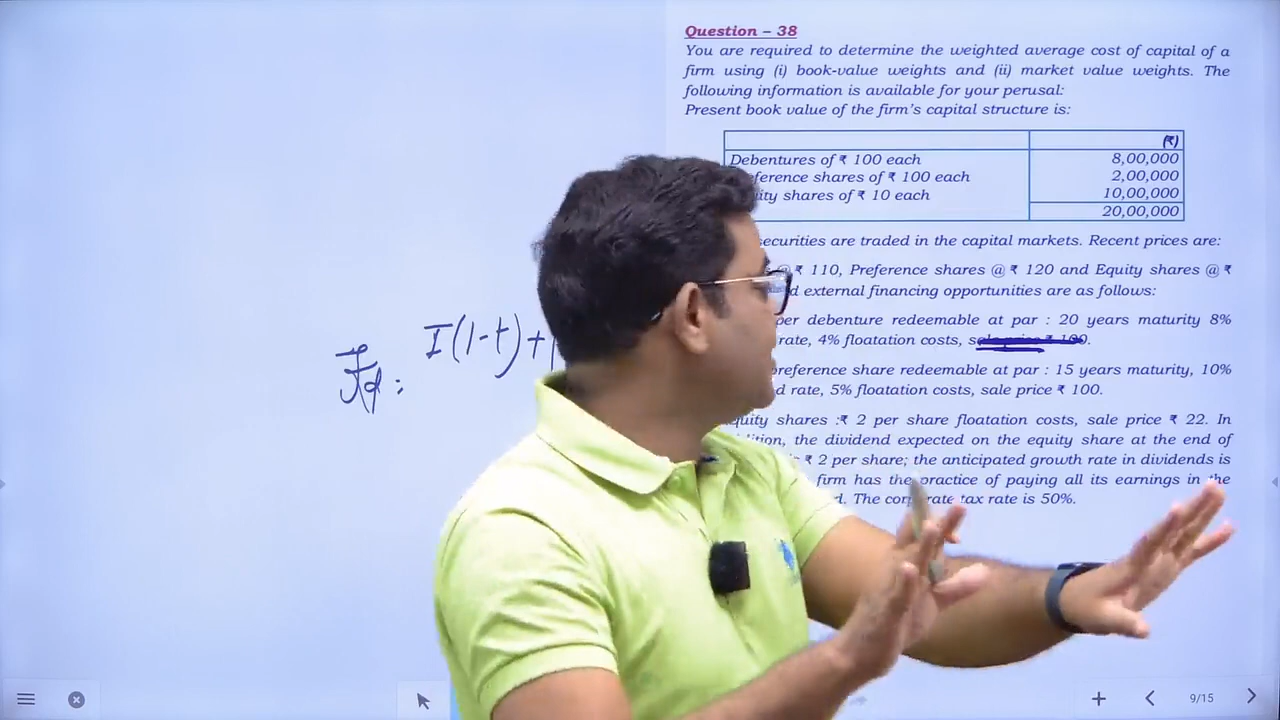 Question – 38
You are required to determine the weighted average cost of capital of a
firm using (i) book-value weights and (ii) market value weights. The
following information is available for your perusal:
Present book value of the firm's capital structure is:
(₹)
Debentures of ₹ 100 each 8,00,000
shares of ₹ 100 each 2,00,000
shares of ₹ 10 each 10,00,000
20,00,000
securities are traded in the capital markets. Recent prices are:
@ ₹ 110, Preference shares @ ₹ 120 and Equity shares @ ₹
external financing opportunities are as follows:
per debenture redeemable at par : 20 years maturity 8%
rate, 4% floatation costs, sale price ₹ 100.
preference share redeemable at par : 15 years maturity, 10%
rate, 5% floatation costs, sale price ₹ 100.
shares :₹ 2 per share floatation costs, sale price ₹ 22. In
the dividend expected on the equity share at the end of
₹ 2 per share; the anticipated growth rate in dividends is
firm has the practice of paying all its earnings in the
The corporate tax rate is 50%.
I(1-t)+
Kd :
9/15